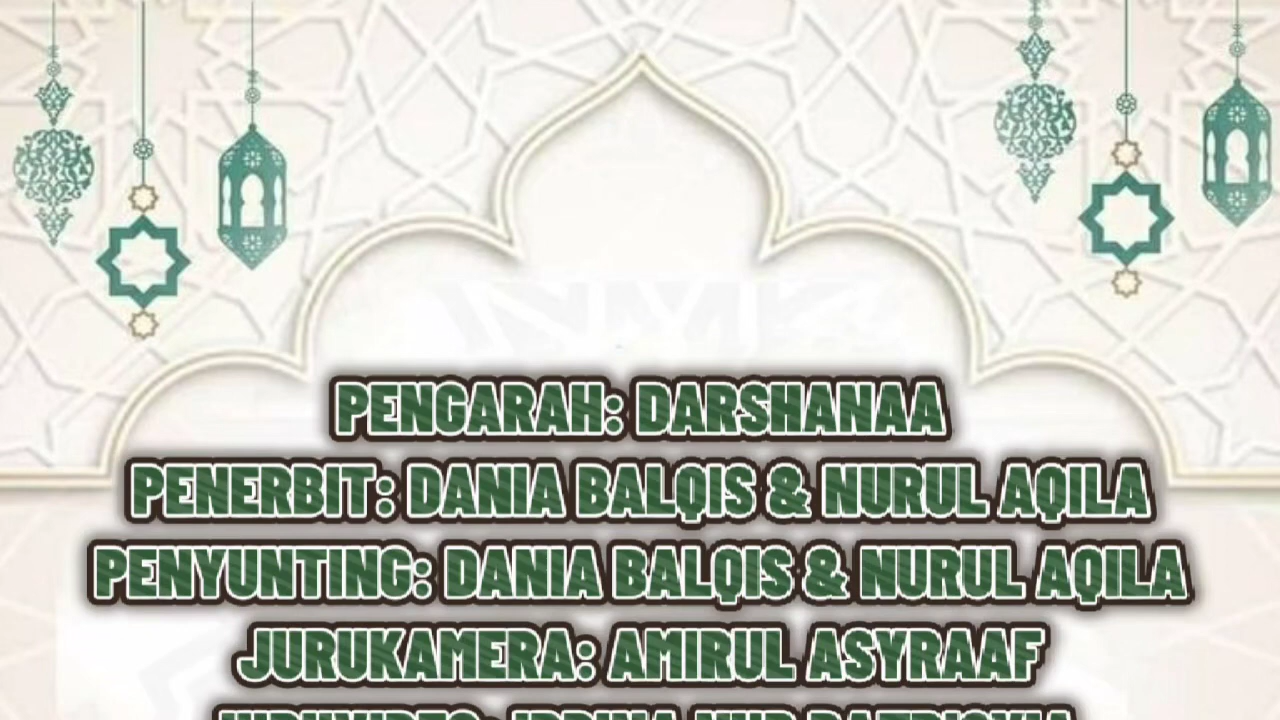 PENGARAH: DARSHANAA
PENERBIT: DANIA BALQIS & NURUL AQILA
PENYUNTING: DANIA BALQIS & NURUL AQILA
JURUKAMERA: AMIRUL ASYRAAF